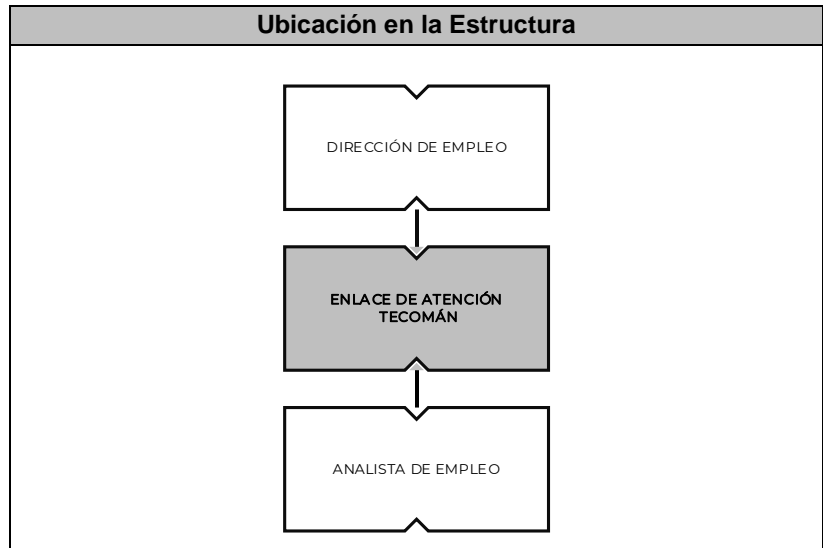 Ubicación en la Estructura
DIRECCIÓN DE EMPLEO
ENLACE DE ATENCIÓN
TECOMÁN
ANALISTA DE EMPLEO